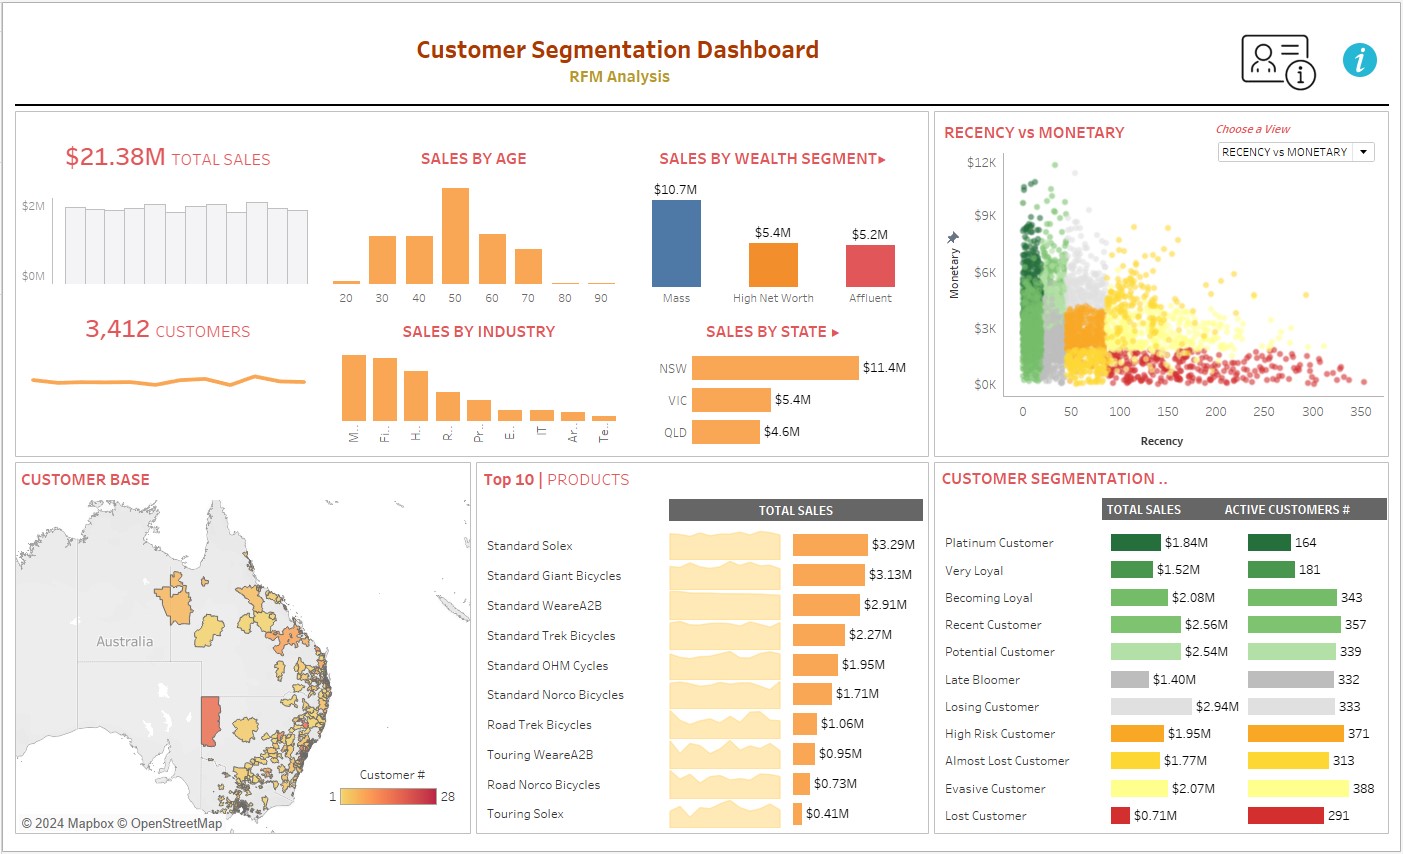 Customer Segmentation Dashboard
RFM Analysis
i
i
$21.38M TOTAL SALES
$2M
$0M
3,412 CUSTOMERS
SALES BY AGE
20 30 40 50 60 70 80 90
SALES BY INDUSTRY
M.. Fi.. H.. R.. Pr.. E.. IT Ar.. Te..
SALES BY WEALTH SEGMENT▸
$10.7M
$5.4M
$5.2M
Mass High Net Worth Affluent
SALES BY STATE ▸
NSW $11.4M
VIC $5.4M
QLD $4.6M
RECENCY vs MONETARY
Choose a View
RECENCY vs MONETARY
$12K
$9K
$6K
$3K
$0K
Monetary
0 50 100 150 200 250 300 350
Recency
CUSTOMER BASE
Australia
Customer #
1 28
© 2024 Mapbox © OpenStreetMap
Top 10 | PRODUCTS
TOTAL SALES
Standard Solex $3.29M
Standard Giant Bicycles $3.13M
Standard WeareA2B $2.91M
Standard Trek Bicycles $2.27M
Standard OHM Cycles $1.95M
Standard Norco Bicycles $1.71M
Road Trek Bicycles $1.06M
Touring WeareA2B $0.95M
Road Norco Bicycles $0.73M
Touring Solex $0.41M
CUSTOMER SEGMENTATION ..
TOTAL SALES ACTIVE CUSTOMERS #
Platinum Customer $1.84M 164
Very Loyal $1.52M 181
Becoming Loyal $2.08M 343
Recent Customer $2.56M 357
Potential Customer $2.54M 339
Late Bloomer $1.40M 332
Losing Customer $2.94M 333
High Risk Customer $1.95M 371
Almost Lost Customer $1.77M 313
Evasive Customer $2.07M 388
Lost Customer $0.71M 291